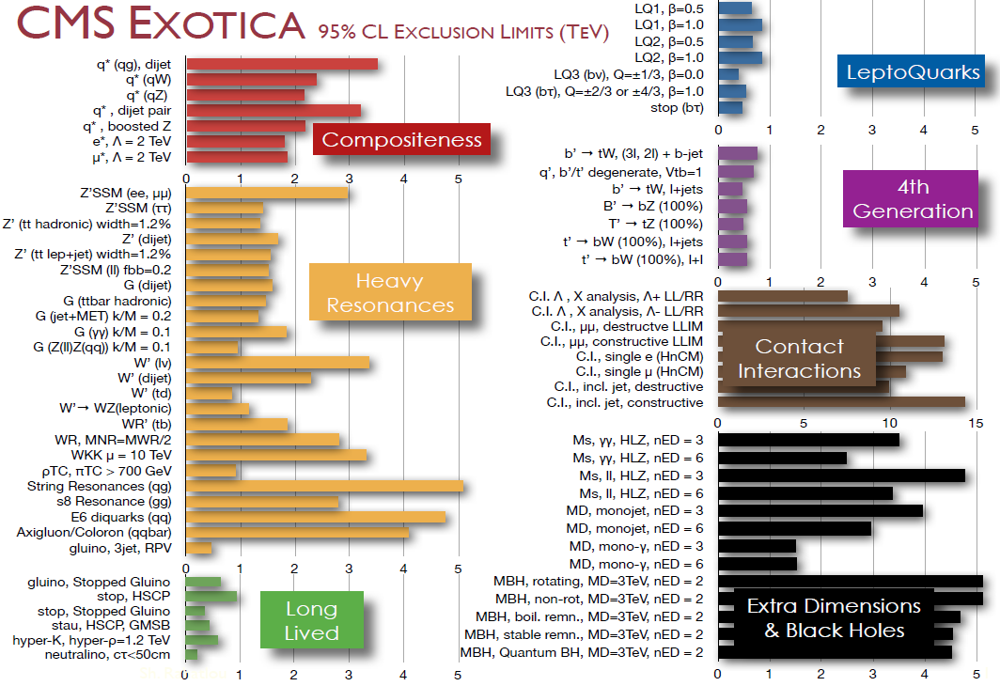 CMS EXOTICA 95% CL EXCLUSION LIMITS (TEV)
q* (qg), dijet
q* (qW)
q* (qZ)
q* , dijet pair
q* , boosted Z
e*, Λ = 2 TeV
μ*, Λ = 2 TeV
Compositeness
0 1 2 3 4 5
Z'SSM (ee, μμ)
Z'SSM (ττ)
Z' (tt hadronic) width=1.2%
Z' (dijet)
Z' (tt lep+jet) width=1.2%
Z'SSM (ll) fbb=0.2
G (dijet)
G (ttbar hadronic)
G (jet+MET) k/M = 0.2
G (γγ) k/M = 0.1
G (Z(ll)Z(qq)) k/M = 0.1
W' (lν)
W' (dijet)
W' (td)
W'→ WZ(leptonic)
WR' (tb)
WR, MNR=MWR/2
WKK μ = 10 TeV
ρTC, πTC > 700 GeV
String Resonances (qg)
s8 Resonance (gg)
E6 diquarks (qq)
Axigluon/Coloron (qqbar)
gluino, 3jet, RPV
Heavy
Resonances
0 1 2 3 4 5
gluino, Stopped Gluino
stop, HSCP
stop, Stopped Gluino
stau, HSCP, GMSB
hyper-K, hyper-ρ=1.2 TeV
neutralino, cτ<50cm
Long
Lived
0 1 2 3 4 5
LQ1, β=0.5
LQ1, β=1.0
LQ2, β=0.5
LQ2, β=1.0
LQ3 (bν), Q=±1/3, β=0.0
LQ3 (bτ), Q=±2/3 or ±4/3, β=1.0
stop (bτ)
LeptoQuarks
0 1 2 3 4 5
b' → tW, (3l, 2l) + b-jet
q', b'/t' degenerate, Vtb=1
b' → tW, l+jets
B' → bZ (100%)
T' → tZ (100%)
t' → bW (100%), l+jets
t' → bW (100%), l+l
4th
Generation
0 1 2 3 4 5
C.I. Λ , X analysis, Λ+ LL/RR
C.I. Λ , X analysis, Λ- LL/RR
C.I., μμ, destructve LLIM
C.I., μμ, constructive LLIM
C.I., single e (HnCM)
C.I., single μ (HnCM)
C.I., incl. jet, destructive
C.I., incl. jet, constructive
Contact
Interactions
0 5 10 15
Ms, γγ, HLZ, nED = 3
Ms, γγ, HLZ, nED = 6
Ms, ll, HLZ, nED = 3
Ms, ll, HLZ, nED = 6
MD, monojet, nED = 3
MD, monojet, nED = 6
MD, mono-γ, nED = 3
MD, mono-γ, nED = 6
MBH, rotating, MD=3TeV, nED = 2
MBH, non-rot, MD=3TeV, nED = 2
MBH, boil. remn., MD=3TeV, nED = 2
MBH, stable remn., MD=3TeV, nED = 2
MBH, Quantum BH, MD=3TeV, nED = 2
Extra Dimensions
& Black Holes
0 1 2 3 4 5